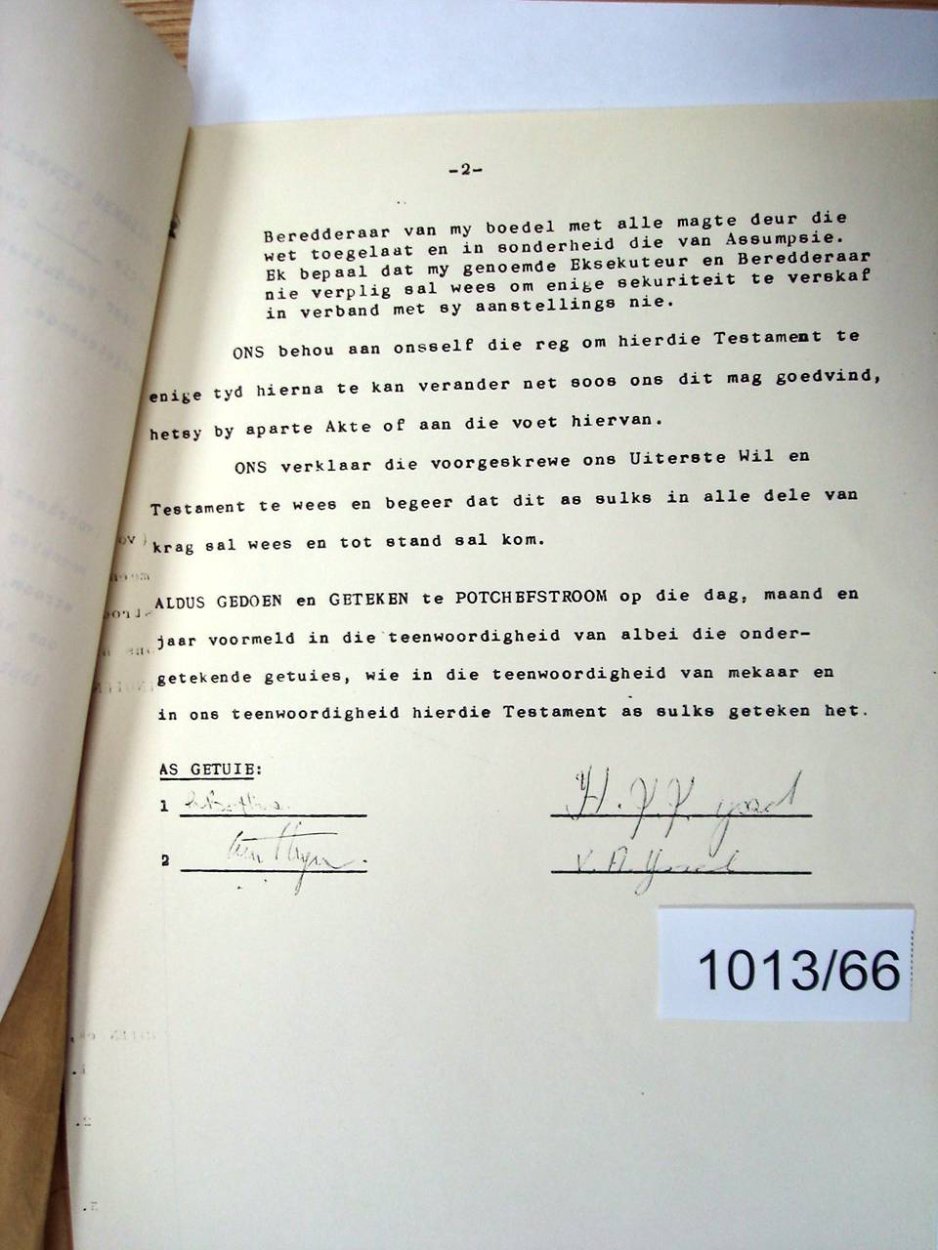 -2-
Beredderaar van my boedel met alle magte deur die
wet toegelaat en in sonderheid die van Assumpsie.
Ek bepaal dat my genoemde Eksekuteur en Beredderaar
nie verplig sal wees om enige sekuriteit te verskaf
in verband met sy aanstellings nie.
ONS behou aan onsself die reg om hierdie Testament te
enige tyd hierna te kan verander net soos ons dit mag goedvind,
hetsy by aparte Akte of aan die voet hiervan.
ONS verklaar die voorgeskrewe ons Uiterste Wil en
Testament te wees en begeer dat dit as sulks in alle dele van
krag sal wees en tot stand sal kom.
ALDUS GEDOEN en GETEKEN te POTCHEFSTROOM op die dag, maand en
jaar voormeld in die teenwoordigheid van albei die onder-
getekende getuies, wie in die teenwoordigheid van mekaar en
in ons teenwoordigheid hierdie Testament as sulks geteken het.
AS GETUIE:
1
H.
2
V. A.
1013/66